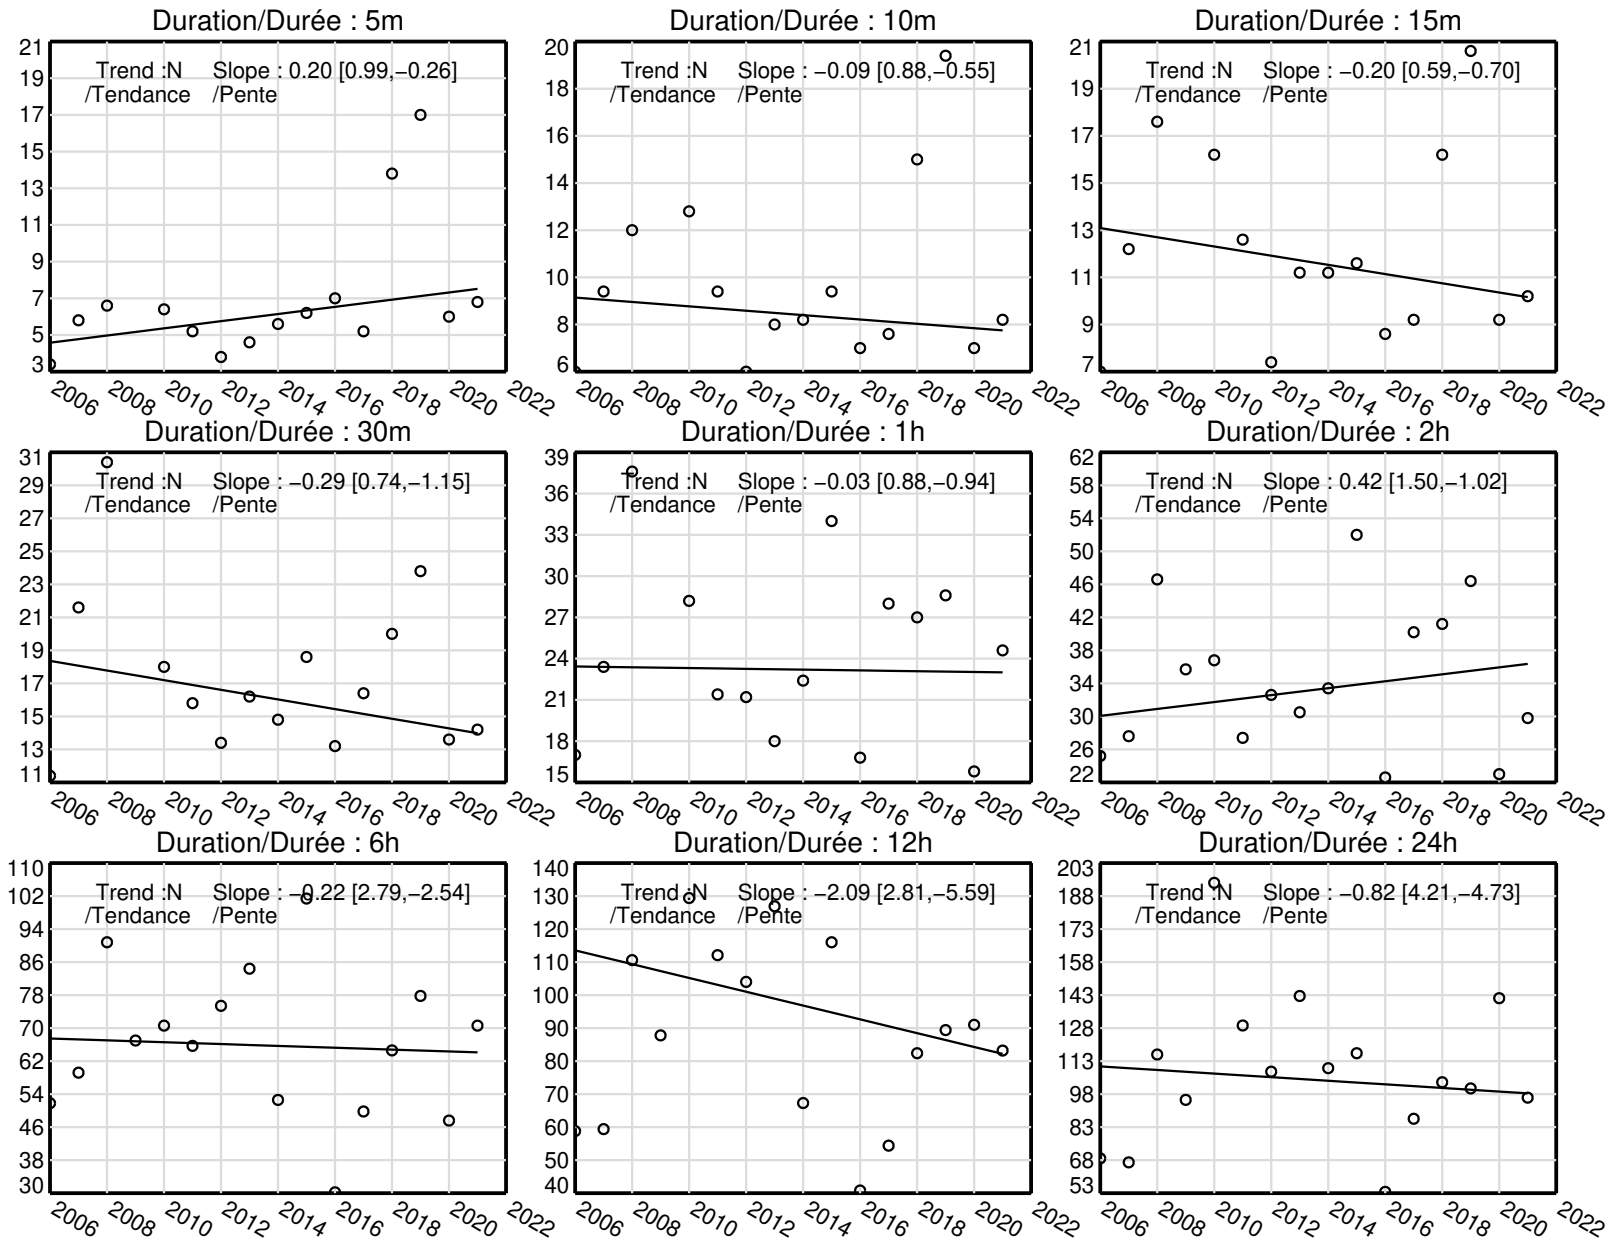 Duration/Durée : 5m
Trend :N Slope : 0.20 [0.99,−0.26]
/Tendance /Pente
21
19
17
15
13
11
9
7
5
3
2006 2008 2010 2012 2014 2016 2018 2020 2022
Duration/Durée : 10m
Trend :N Slope : −0.09 [0.88,−0.55]
/Tendance /Pente
20
18
16
14
12
10
8
6
2006 2008 2010 2012 2014 2016 2018 2020 2022
Duration/Durée : 15m
Trend :N Slope : −0.20 [0.59,−0.70]
/Tendance /Pente
21
19
17
15
13
11
9
7
2006 2008 2010 2012 2014 2016 2018 2020 2022
Duration/Durée : 30m
Trend :N Slope : −0.29 [0.74,−1.15]
/Tendance /Pente
31
29
27
25
23
21
19
17
15
13
11
2006 2008 2010 2012 2014 2016 2018 2020 2022
Duration/Durée : 1h
Trend :N Slope : −0.03 [0.88,−0.94]
/Tendance /Pente
39
36
33
30
27
24
21
18
15
2006 2008 2010 2012 2014 2016 2018 2020 2022
Duration/Durée : 2h
Trend :N Slope : 0.42 [1.50,−1.02]
/Tendance /Pente
62
58
54
50
46
42
38
34
30
26
22
2006 2008 2010 2012 2014 2016 2018 2020 2022
Duration/Durée : 6h
Trend :N Slope : −0.22 [2.79,−2.54]
/Tendance /Pente
110
102
94
86
78
70
62
54
46
38
30
2006 2008 2010 2012 2014 2016 2018 2020 2022
Duration/Durée : 12h
Trend :N Slope : −2.09 [2.81,−5.59]
/Tendance /Pente
140
130
120
110
100
90
80
70
60
50
40
2006 2008 2010 2012 2014 2016 2018 2020 2022
Duration/Durée : 24h
Trend :N Slope : −0.82 [4.21,−4.73]
/Tendance /Pente
203
188
173
158
143
128
113
98
83
68
53
2006 2008 2010 2012 2014 2016 2018 2020 2022